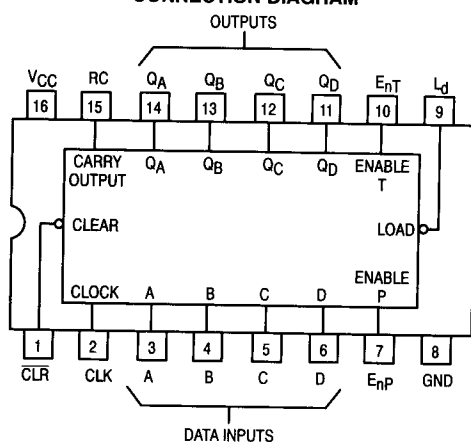 CONNECTION DIAGRAM
OUTPUTS
VCC RC QA QB QC QD EnT Ld
16 15 14 13 12 11 10 9
CARRY OUTPUT QA QB QC QD ENABLE T
CLEAR LOAD
CLOCK A B C D ENABLE P
1 2 3 4 5 6 7 8
C̅L̅R̅ CLK A B C D EnP GND
DATA INPUTS